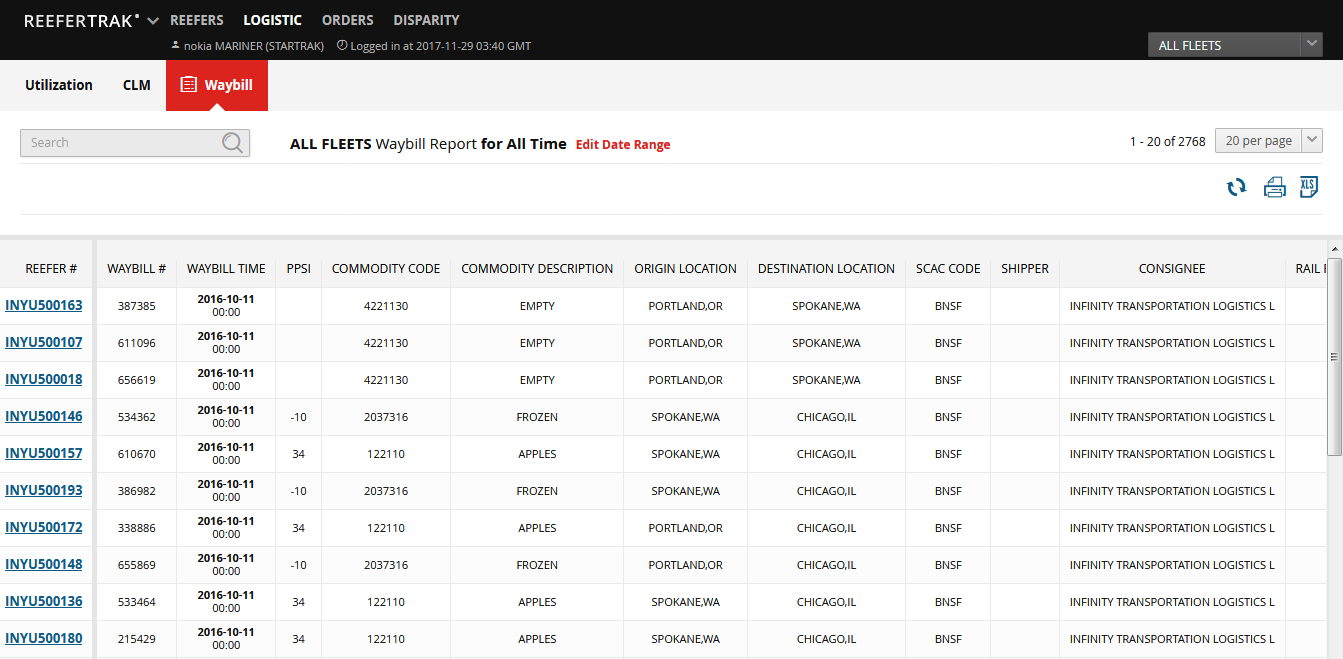 REEFERTRAK REEFERS LOGISTIC ORDERS DISPARITY
nokia MARINER (STARTRAK) Logged in at 2017-11-29 03:40 GMT
ALL FLEETS
Utilization CLM Waybill
Search ALL FLEETS Waybill Report for All Time Edit Date Range 1 - 20 of 2768 20 per page
XLS
REEFER # WAYBILL # WAYBILL TIME PPSI COMMODITY CODE COMMODITY DESCRIPTION ORIGIN LOCATION DESTINATION LOCATION SCAC CODE SHIPPER CONSIGNEE RAIL
INYU500163 387385 2016-10-11 00:00 4221130 EMPTY PORTLAND,OR SPOKANE,WA BNSF INFINITY TRANSPORTATION LOGISTICS L
INYU500107 611096 2016-10-11 00:00 4221130 EMPTY PORTLAND,OR SPOKANE,WA BNSF INFINITY TRANSPORTATION LOGISTICS L
INYU500018 656619 2016-10-11 00:00 4221130 EMPTY PORTLAND,OR SPOKANE,WA BNSF INFINITY TRANSPORTATION LOGISTICS L
INYU500146 534362 2016-10-11 00:00 -10 2037316 FROZEN SPOKANE,WA CHICAGO,IL BNSF INFINITY TRANSPORTATION LOGISTICS L
INYU500157 610670 2016-10-11 00:00 34 122110 APPLES SPOKANE,WA CHICAGO,IL BNSF INFINITY TRANSPORTATION LOGISTICS L
INYU500193 386982 2016-10-11 00:00 -10 2037316 FROZEN SPOKANE,WA CHICAGO,IL BNSF INFINITY TRANSPORTATION LOGISTICS L
INYU500172 338886 2016-10-11 00:00 34 122110 APPLES PORTLAND,OR CHICAGO,IL BNSF INFINITY TRANSPORTATION LOGISTICS L
INYU500148 655869 2016-10-11 00:00 -10 2037316 FROZEN PORTLAND,OR CHICAGO,IL BNSF INFINITY TRANSPORTATION LOGISTICS L
INYU500136 533464 2016-10-11 00:00 34 122110 APPLES SPOKANE,WA CHICAGO,IL BNSF INFINITY TRANSPORTATION LOGISTICS L
INYU500180 215429 2016-10-11 00:00 34 122110 APPLES SPOKANE,WA CHICAGO,IL BNSF INFINITY TRANSPORTATION LOGISTICS L